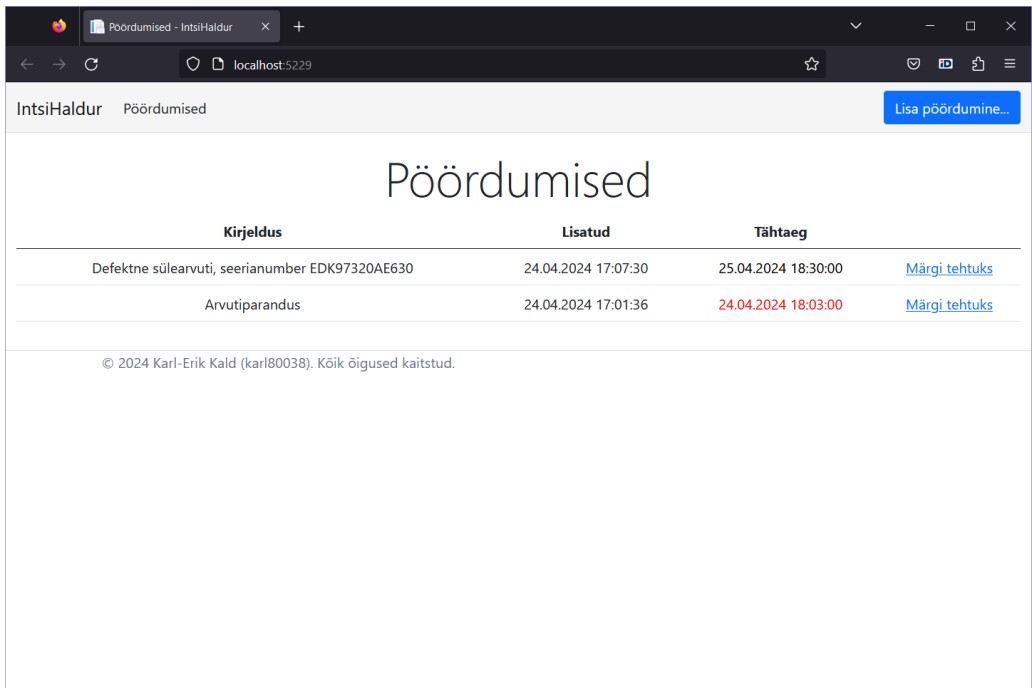 Pöördumised - IntsiHaldur
localhost:5229
IntsiHaldur Pöördumised Lisa pöördumine...
Pöördumised
Kirjeldus Lisatud Tähtaeg
Defektne sülearvuti, seerianumber EDK97320AE630 24.04.2024 17:07:30 25.04.2024 18:30:00 Märgi tehtuks
Arvutiparandus 24.04.2024 17:01:36 24.04.2024 18:03:00 Märgi tehtuks
© 2024 Karl-Erik Kald (karl80038). Kõik õigused kaitstud.